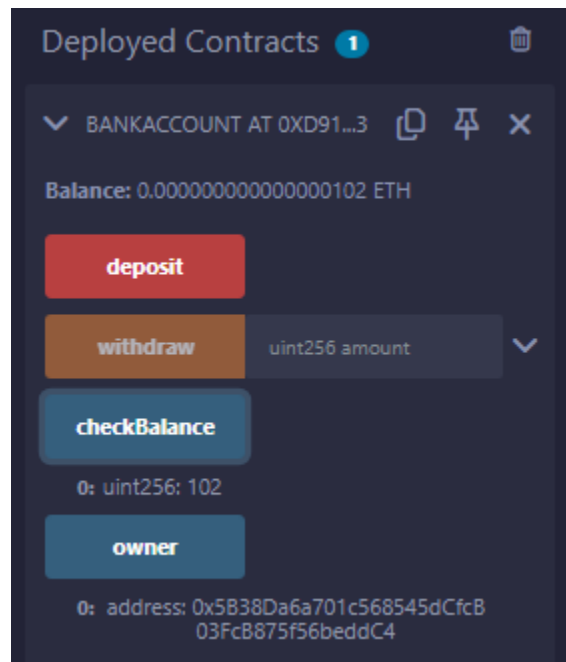 Deployed Contracts 1
BANKACCOUNT AT 0XD91...3
Balance: 0.000000000000000102 ETH
deposit
withdraw uint256 amount
checkBalance
0: uint256: 102
owner
0: address: 0x5B38Da6a701c568545dCfcB
03FcB875f56beddC4